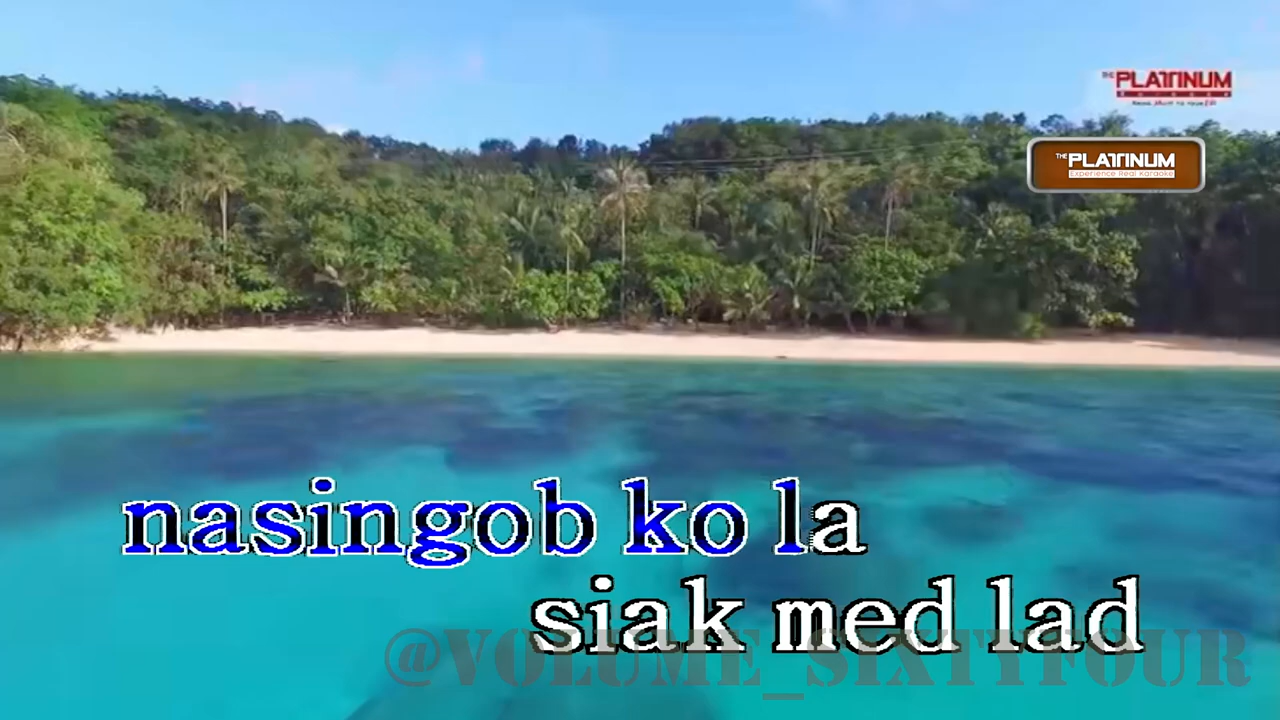 THE PLATINUM
THE PLATINUM
Experience Real Karaoke
nasingob ko la
siak med lad
@VOLUME_SIXTYFOUR